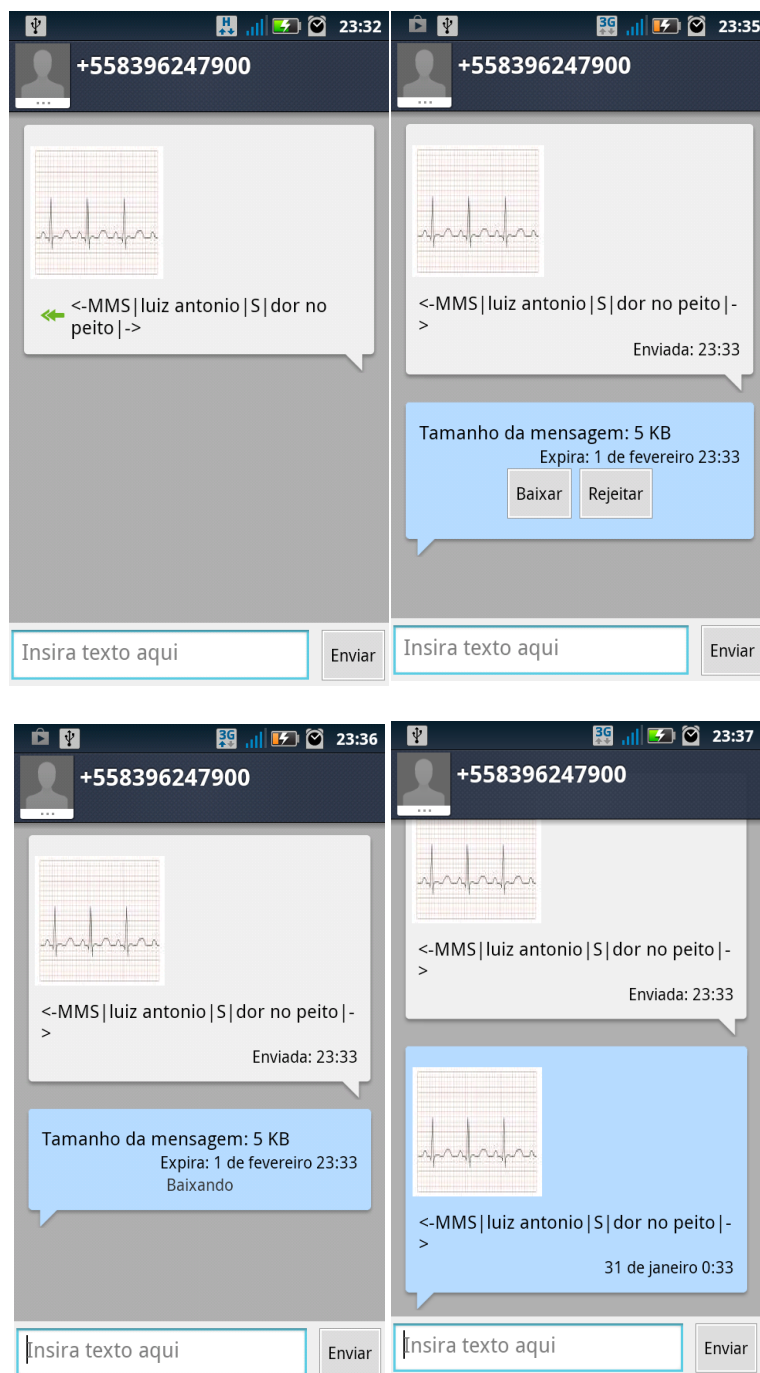 H
23:32
+558396247900
<-MMS|luiz antonio|S|dor no
peito|->
Insira texto aqui
Enviar
3G
23:35
+558396247900
<-MMS|luiz antonio|S|dor no peito|-
>
Enviada: 23:33
Tamanho da mensagem: 5 KB
Expira: 1 de fevereiro 23:33
Baixar
Rejeitar
Insira texto aqui
Enviar
3G
23:36
+558396247900
<-MMS|luiz antonio|S|dor no peito|-
>
Enviada: 23:33
Tamanho da mensagem: 5 KB
Expira: 1 de fevereiro 23:33
Baixando
Insira texto aqui
Enviar
3G
23:37
+558396247900
<-MMS|luiz antonio|S|dor no peito|-
>
Enviada: 23:33
<-MMS|luiz antonio|S|dor no peito|-
>
31 de janeiro 0:33
Insira texto aqui
Enviar